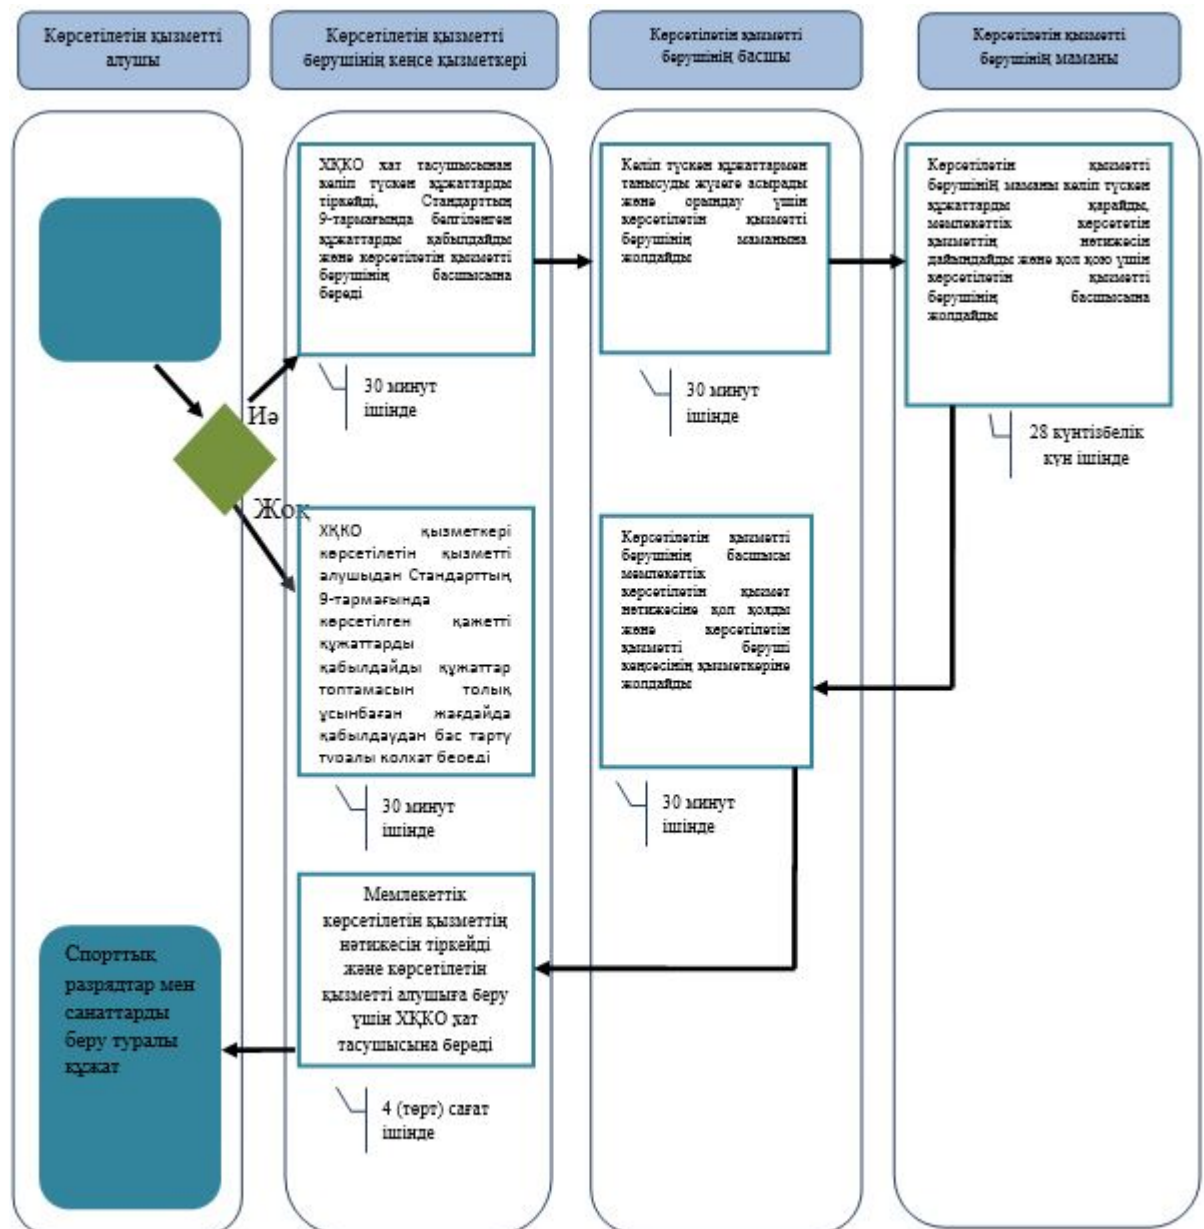 Көрсетілетін қызметті
алушы
Көрсетілетін қызметті
берушінің кеңсе қызметкері
Көрсетілетін қызметті
берушінің басшы
Көрсетілетін қызметті
берушінің маманы
ХҚКО хат тасушысынан
келіп түскен құжаттарды
тіркейді, Стандарттың
9-тармағында белгіленген
құжаттарды қабылдайды
және көрсетілетін қызметті
берушінің басшысына
береді
30 минут
ішінде
Келіп түскен құжаттармен
танысуды жүзеге асырады
және орындау үшін
көрсетілетін қызметті
берушінің маманына
жолдайды
30 минут
ішінде
Көрсетілетін қызметті
берушінің маманы келіп түскен
құжаттарды қарайды,
мемлекеттік көрсететін
қызметтің нәтижесін
дайындайды және қол қою үшін
көрсетілетін қызметті
берушінің басшысына
жолдайды
28 күнтізбелік
күн ішінде
Иә
Жоқ
ХҚКО қызметкері
көрсетілетін қызметті
алушыдан Стандарттың
9-тармағында
көрсетілген қажетті
құжаттарды
қабылдайды құжаттар
топтамасын толық
ұсынбаған жағдайда
қабылдаудан бас тарту
туралы қолхат береді
30 минут
ішінде
Көрсетілетін қызметті
берушінің басшысы
мемлекеттік
көрсетілетін қызмет
нәтижесіне қол қояды
және көрсетілетін
қызметті беруші
кеңсесінің қызметкеріне
жолдайды
30 минут
ішінде
Мемлекеттік
көрсетілетін қызметтің
нәтижесін тіркейді
және көрсетілетін
қызметті алушыға беру
үшін ХҚКО хат
тасушысына береді
4 (төрт) сағат
ішінде
Спорттық
разрядтар мен
санаттарды
беру туралы
құжат